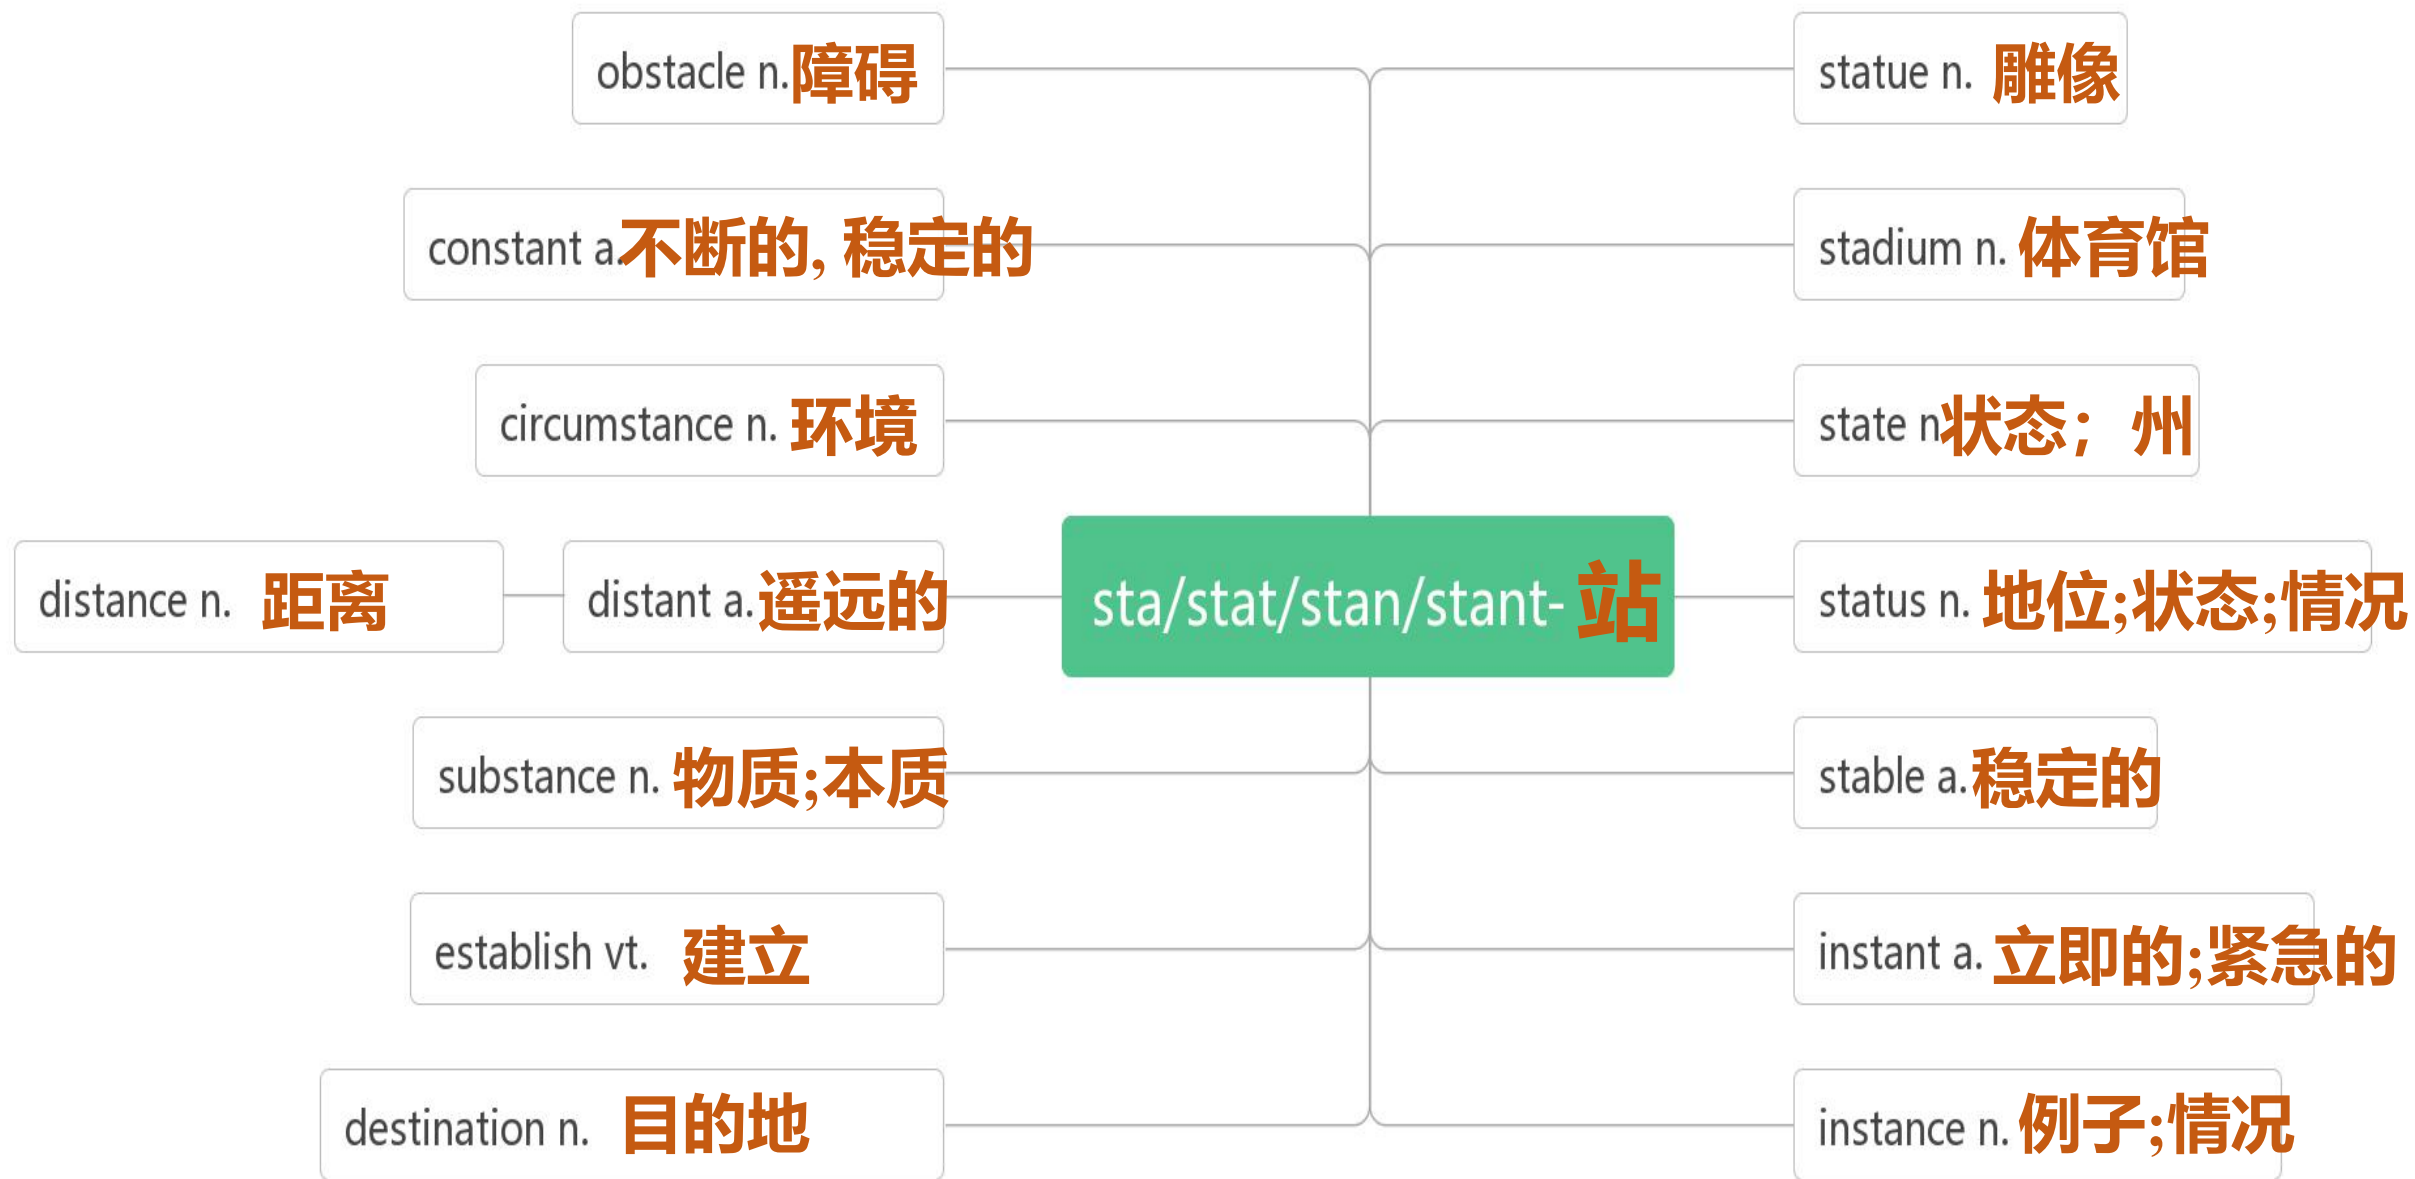 obstacle n.障碍
statue n. 雕像
constant a.不断的, 稳定的
stadium n. 体育馆
circumstance n. 环境
state n状态；州
distance n. 距离
distant a.遥远的
sta/stat/stan/stant- 站
status n. 地位;状态;情况
substance n. 物质;本质
stable a.稳定的
establish vt. 建立
instant a. 立即的;紧急的
destination n. 目的地
instance n. 例子;情况